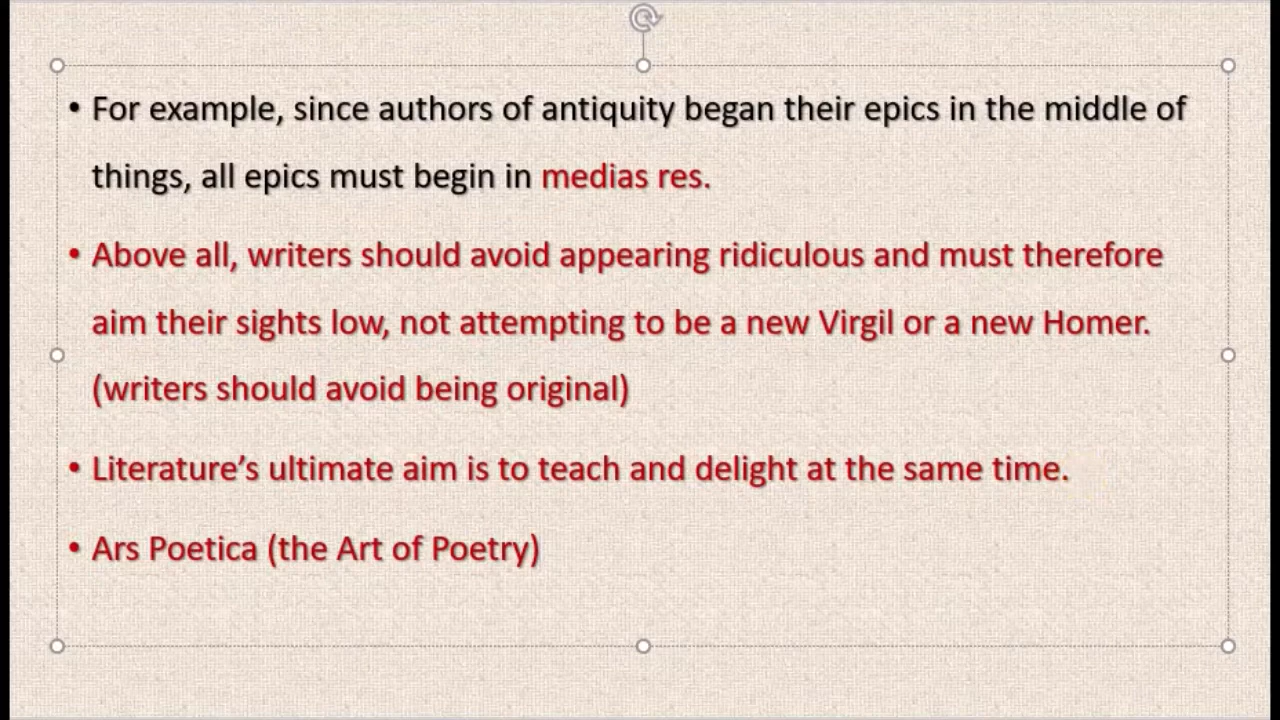 • For example, since authors of antiquity began their epics in the middle of
things, all epics must begin in medias res.
• Above all, writers should avoid appearing ridiculous and must therefore
aim their sights low, not attempting to be a new Virgil or a new Homer.
(writers should avoid being original)
• Literature’s ultimate aim is to teach and delight at the same time.
• Ars Poetica (the Art of Poetry)